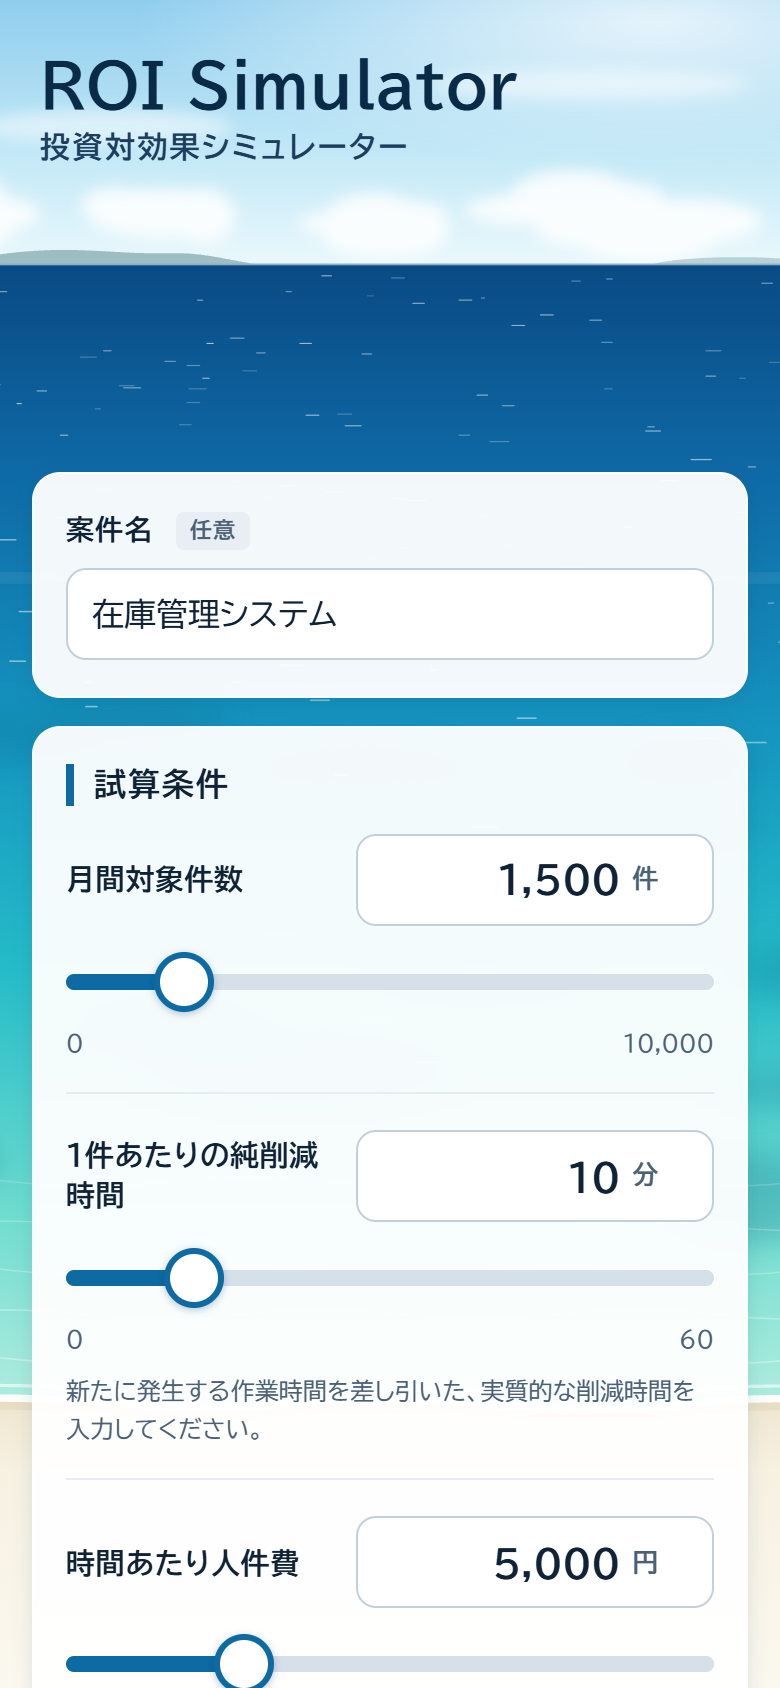 ROI Simulator
投資対効果シミュレーター
案件名 任意
在庫管理システム
試算条件
月間対象件数 1,500 件
0 10,000
1件あたりの純削減
時間 10 分
0 60
新たに発生する作業時間を差し引いた、実質的な削減時間を
入力してください。
時間あたり人件費 5,000 円